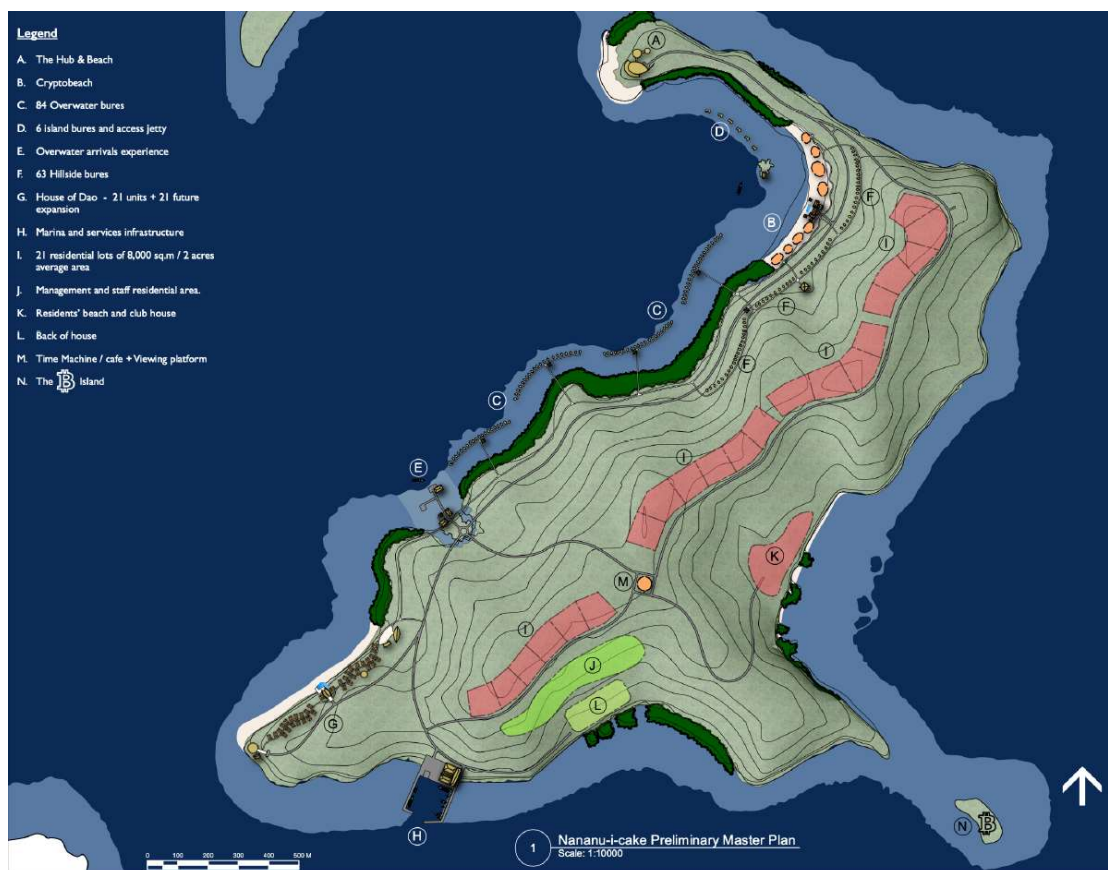 Legend
A. The Hub & Beach
B. Cryptobeach
C. 84 Overwater bures
D. 6 island bures and access jetty
E. Overwater arrivals experience
F. 63 Hillside bures
G. House of Dao - 21 units + 21 future
expansion
H. Marina and services infrastructure
I. 21 residential lots of 8,000 sq.m / 2 acres
average area
J. Management and staff residential area.
K. Residents' beach and club house
L. Back of house
M. Time Machine / cafe + Viewing platform
N. The ₿ Island
A
D
B
F
I
C
F
I
F
C
I
E
K
M
I
J
L
G
H
N ₿
1
Nananu-i-cake Preliminary Master Plan
Scale: 1:10000
0 100 200 300 400 500 M